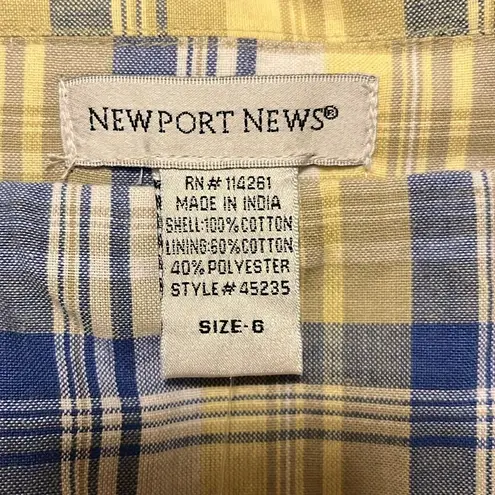 NEWPORT NEWS®
RN# 114261
MADE IN INDIA
SHELL:100% COTTON
LINING:60% COTTON
40% POLYESTER
STYLE# 45235
SIZE-6